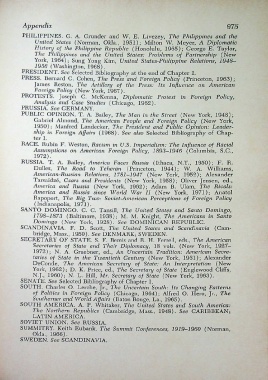 Appendix 975
PHILIPPINES. G. A. Grunder and W. E. Livezey, The Philippines and the
United States (Norman, Okla., 1951); Milton W. Meyer, A Diplomatic
History of the Philippine Republic (Honolulu, 1965); George E. Taylor,
The Philippines and the United States: Problems of Partnership (New
York, 1964); Sung Yong Kim, United States-Philippine Relations, 1946–
1956 (Washington, 1968).
PRESIDENT. See Selected Bibliography at the end of Chapter 1.
PRESS. Bernard C. Cohen, The Press and Foreign Policy (Princeton, 1963);
James Reston, The Artillery of the Press: Its Influence on American
Foreign Policy (New York, 1967).
PROTESTS. Joseph C. McKenna, Diplomatic Protest in Foreign Policy,
Analysis and Case Studies (Chicago, 1962).
PRUSSIA. See GERMANY.
PUBLIC OPINION. T. A. Bailey, The Man in the Street (New York, 1948);
Gabriel Almond, The American People and Foreign Policy (New York,
1950); Manfred Landecker, The President and Public Opinion: Leader-
ship in Foreign Affairs (1968). See also Selected Bibliography of Chap-
ter 1.
RACE. Rubin F. Weston, Racism in U.S. Imperialism: The Influence of Racial
Assumptions on American Foreign Policy, 1893–1946 (Columbia, S.C.,
1972).
RUSSIA. T. A. Bailey, America Faces Russia (Ithaca, N.Y., 1950); F. R.
Dulles, The Road to Teheran (Princeton, 1944); W. A. Williams,
American-Russian Relations, 1781–1947 (New York, 1952); Alexander
Tarsaidzé, Czars and Presidents (New York, 1958); Oliver Jensen, ed.,
America and Russia (New York, 1962); Adam B. Ulam, The Rivals:
America and Russia since World War II (New York, 1971); Anatol
Rapoport, The Big Two: Soviet-American Perceptions of Foreign Policy
(Indianapolis, 1971).
SANTO DOMINGO. C. C. Tansill, The United States and Santo Domingo,
1798–1873 (Baltimore, 1938); M. M. Knight, The Americans in Santo
Domingo (New York, 1928). See DOMINICAN REPUBLIC.
SCANDINAVIA. F. D. Scott, The United States and Scandinavia (Cam-
bridge, Mass., 1950). See DENMARK, SWEDEN.
SECRETARY OF STATE. S. F. Bemis and R. H. Ferrell, eds., The American
Secretaries of State and Their Diplomacy, 18 vols. (New York, 1927–
1972); N. A. Graebner, ed., An Uncertain Tradition: American Secre-
taries of State in the Twentieth Century (New York, 1961); Alexander
DeConde, The American Secretary of State: An Interpretation (New
York, 1962); D. K. Price, ed., The Secretary of State (Englewood Cliffs,
N.J., 1960); N. L. Hill, Mr. Secretary of State (New York, 1963).
SENATE. See Selected Bibliography of Chapter 1.
SOUTH. Charles O. Lerche, Jr., The Uncertain South: Its Changing Patterns
of Politics in Foreign Policy (Chicago, 1964); Alfred O. Hero, Jr., The
Southerner and World Affairs (Baton Rouge, La., 1965).
SOUTH AMERICA. A. P. Whitaker, The United States and South America:
The Northern Republics (Cambridge, Mass., 1948). See CARIBBEAN;
LATIN AMERICA.
SOVIET UNION. See RUSSIA.
SUMMITRY. Keith Eubank, The Summit Conferences, 1919–1960 (Norman,
Okla., 1966).
SWEDEN. See SCANDINAVIA.